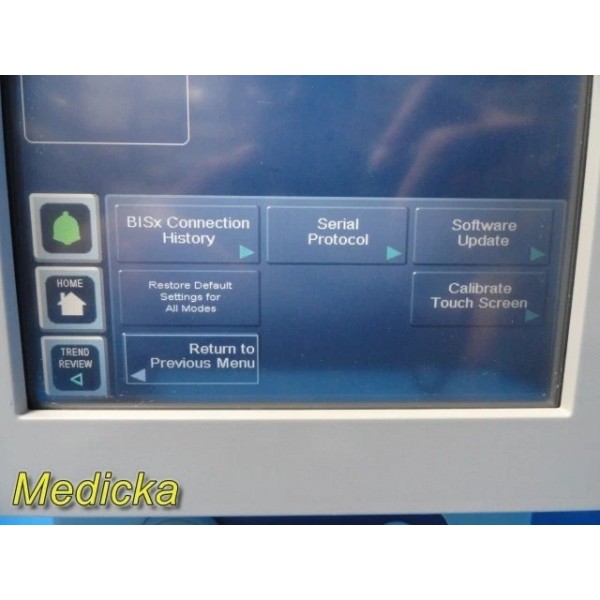 BISx Connection
History
Serial
Protocol
Software
Update
HOME
Restore Default
Settings for
All Modes
Calibrate
Touch Screen
TREND
REVIEW
Return to
Previous Menu
Medicka